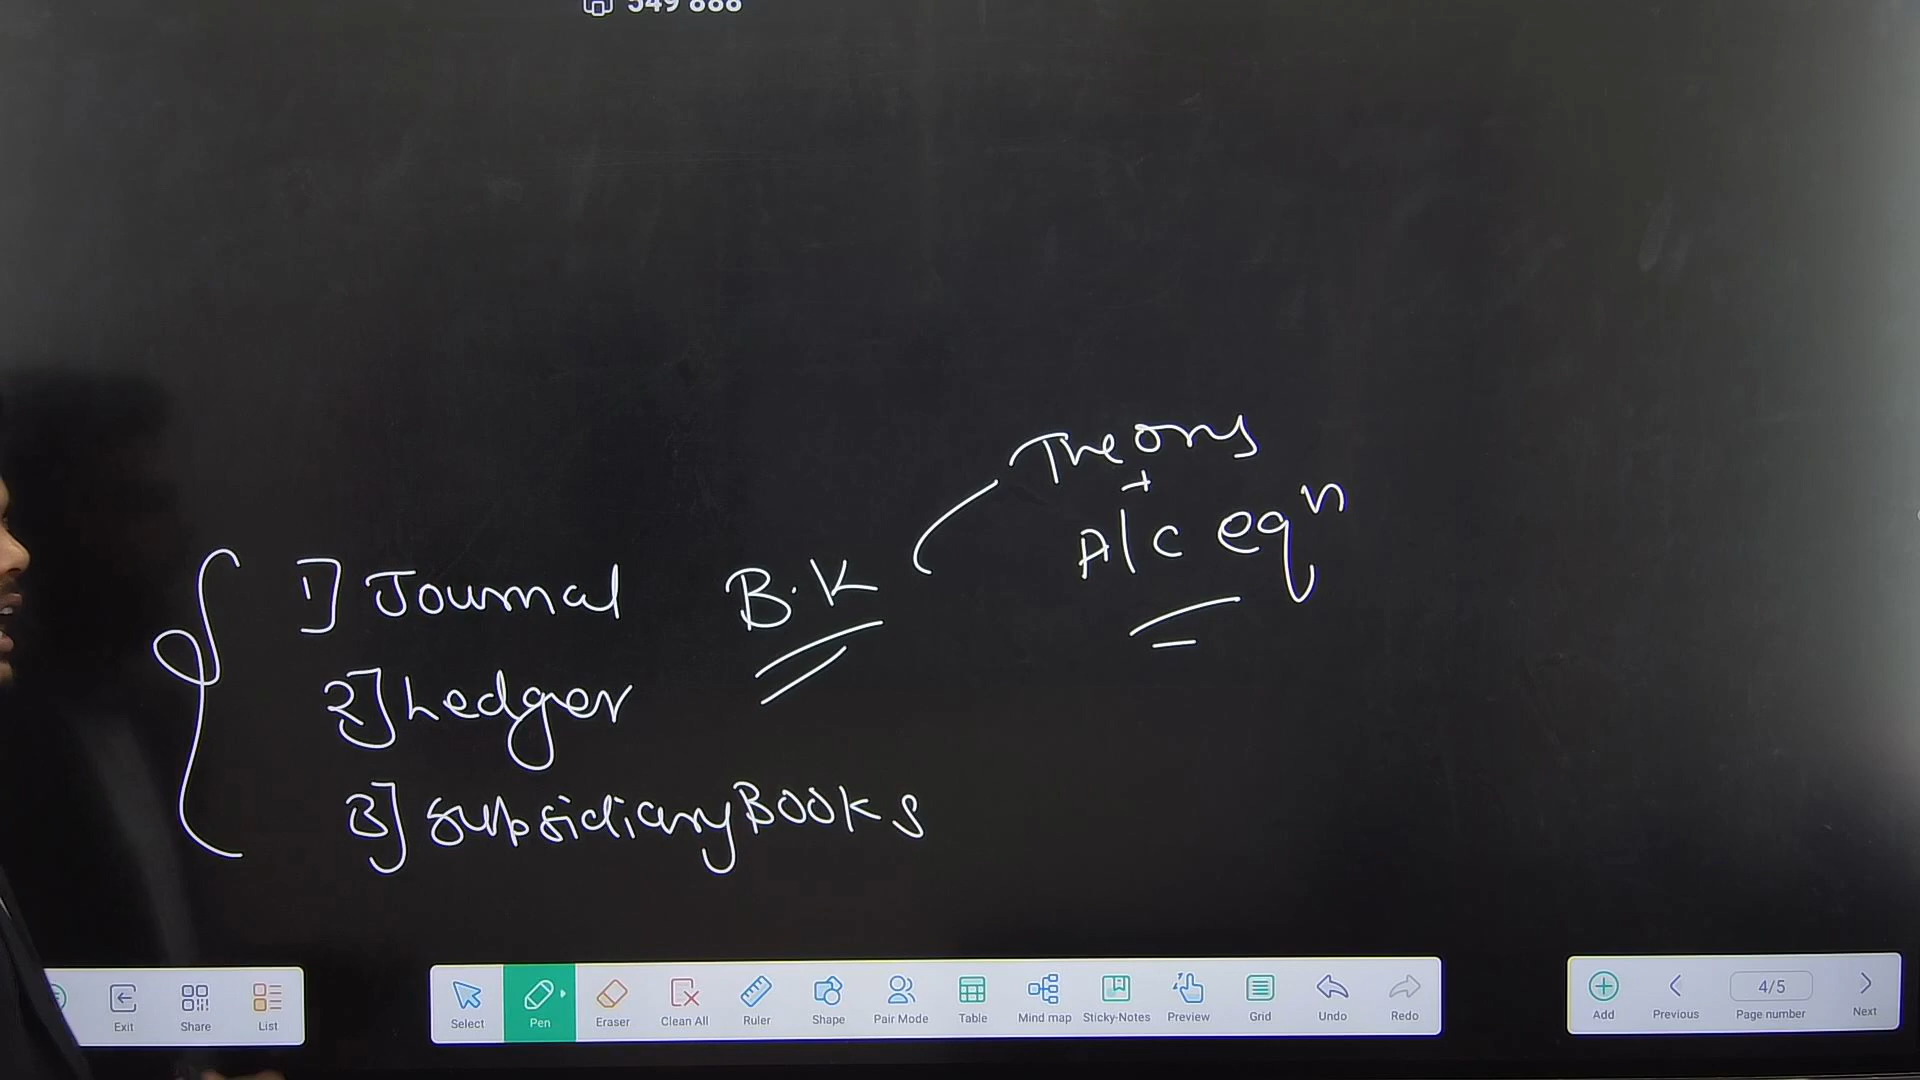 549 888
Theory
+
A/c eqn
1] Journal B.K
2] Ledger
3] Subsidiary Books
Exit Share List
Select Pen Eraser Clean All Ruler Shape Pair Mode Table Mind map Sticky-Notes Preview Grid Undo Redo
Add Previous 4/5 Page number Next